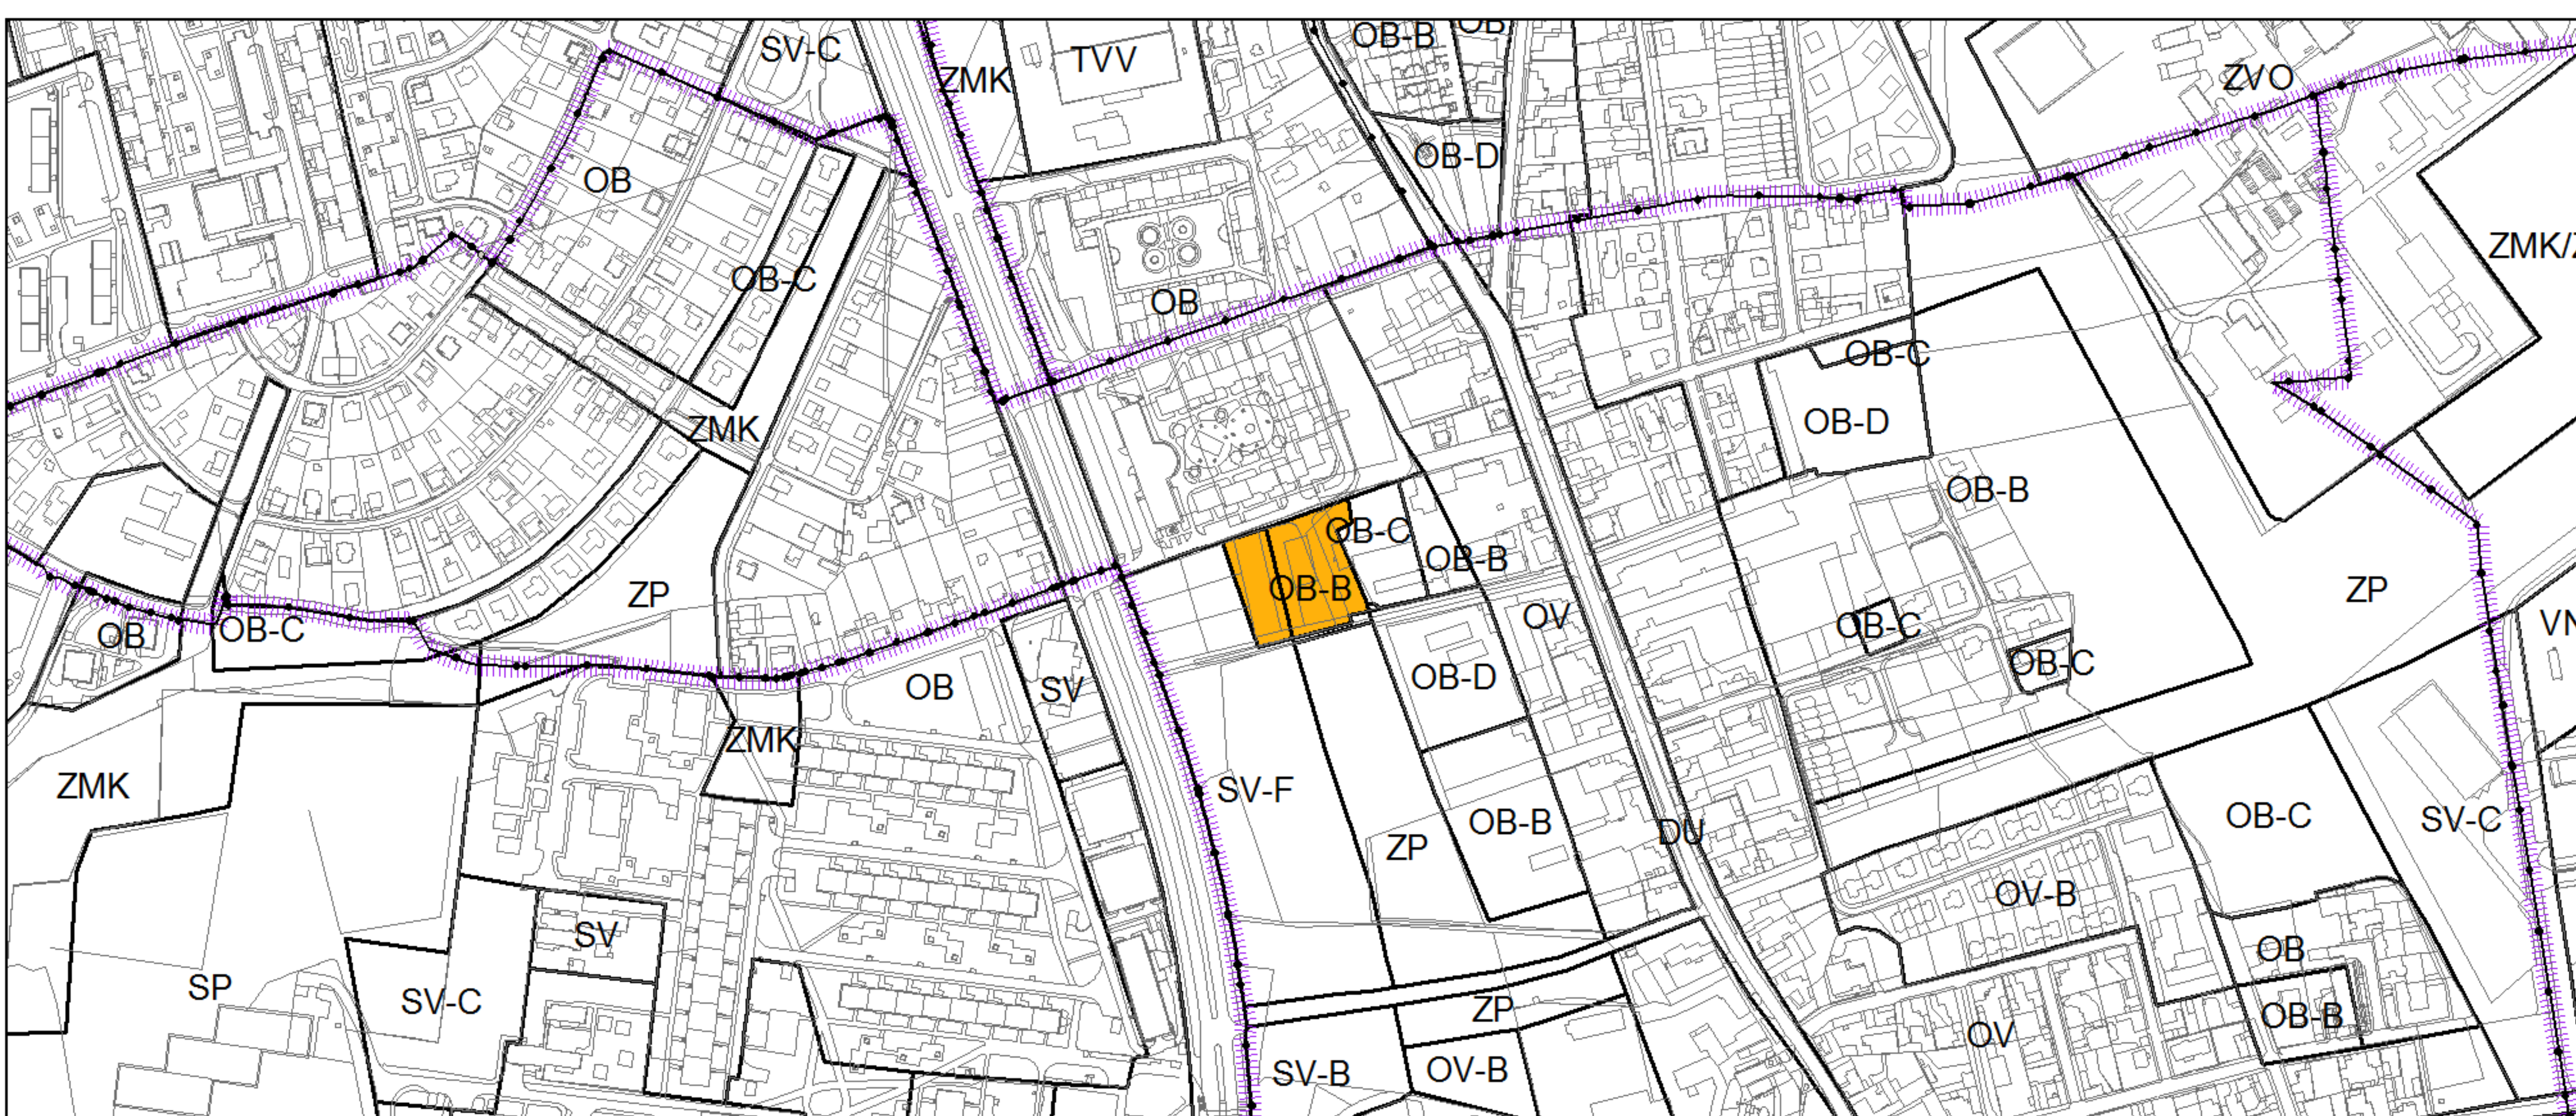 OB-B
OB
SV-C
TVV
ZMK
ZVO
OB-D
OB
ZMK/
OB-C
OB
OB-C
OB-D
ZMK
OB-B
OB-C
OB-B
OB-B
ZP
ZP
OV
OB-C
VN
OB
OB-C
OB-C
OB-D
OB
SV
ZMK
ZMK
SV-F
OB-C
SV-C
OB-B
DU
ZP
OV-B
SV
OB
SP
SV-C
ZP
OB-B
OV
SV-B
OV-B